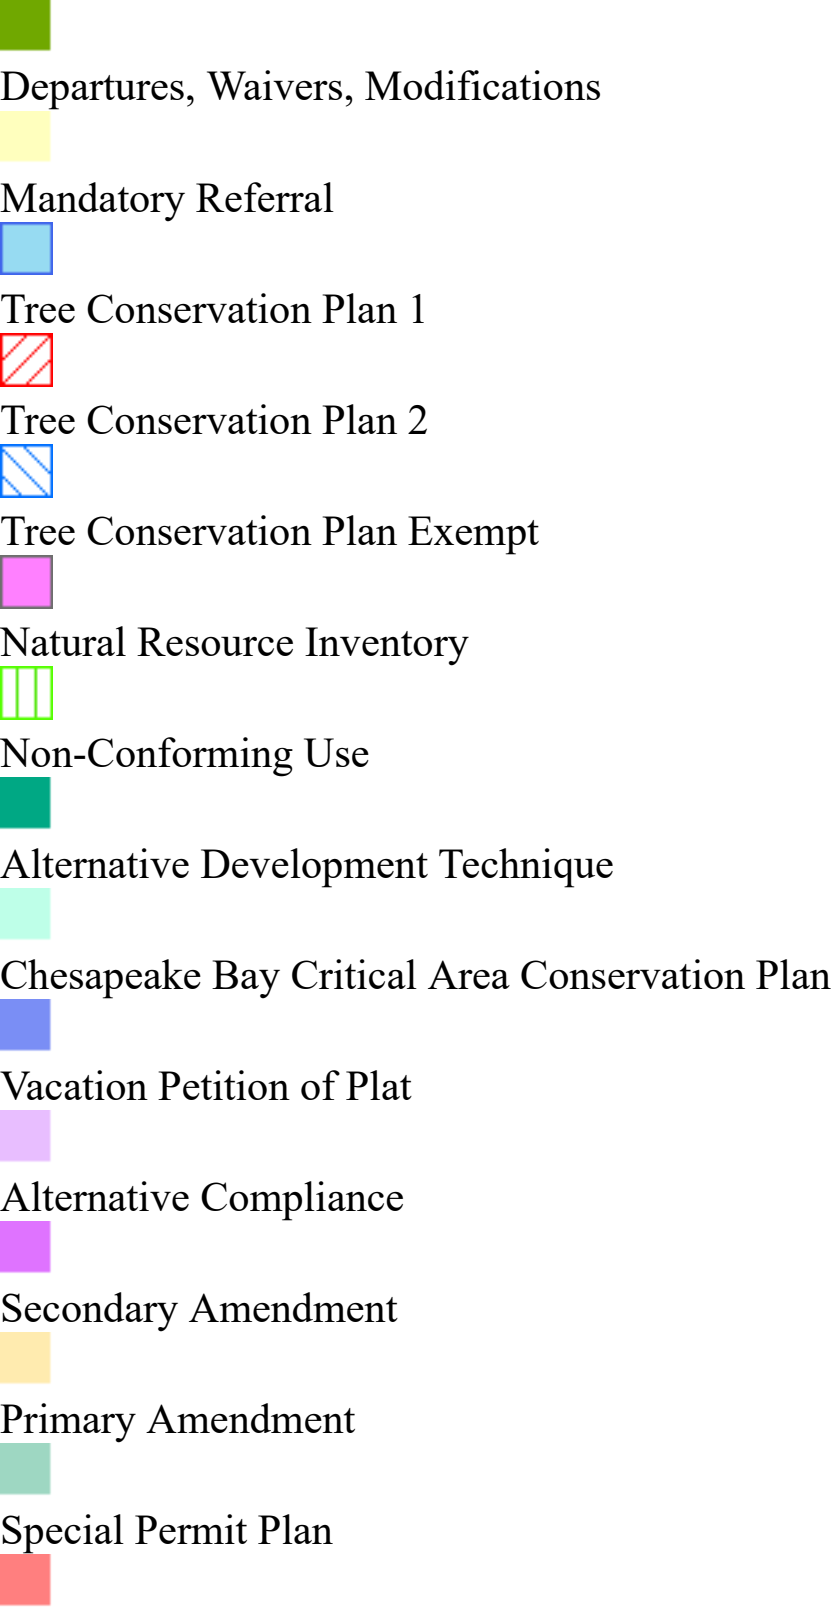 Departures, Waivers, Modifications
Mandatory Referral
Tree Conservation Plan 1
Tree Conservation Plan 2
Tree Conservation Plan Exempt
Natural Resource Inventory
Non-Conforming Use
Alternative Development Technique
Chesapeake Bay Critical Area Conservation Plan
Vacation Petition of Plat
Alternative Compliance
Secondary Amendment
Primary Amendment
Special Permit Plan